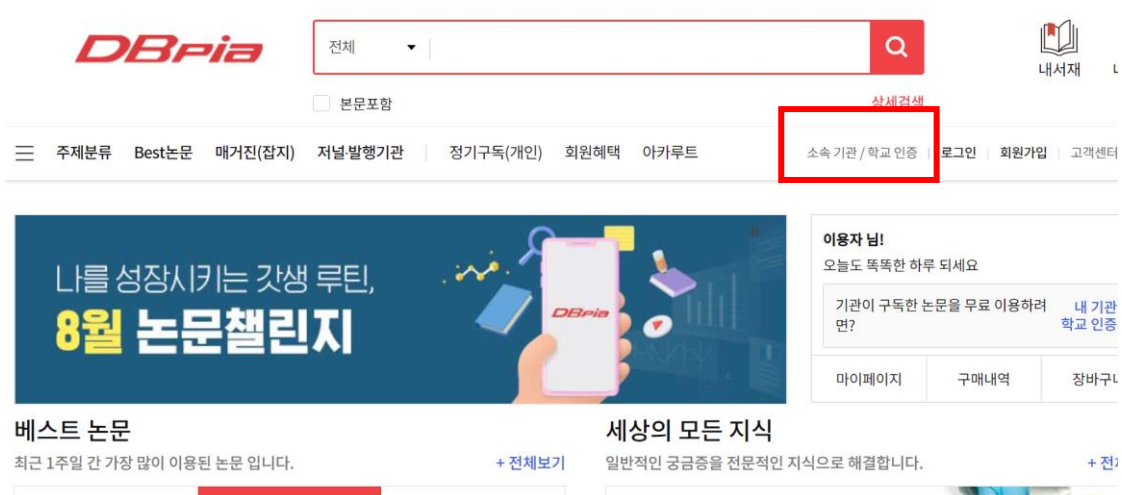 DBpia
전체
내서재
본문포함
상세검색
주제분류 Best논문 매거진(잡지) 저널·발행기관 정기구독(개인) 회원혜택 아카루트 소속 기관 / 학교 인증 로그인 회원가입 고객센터
나를 성장시키는 갓생 루틴,
8월 논문챌린지
DBpia
이용자 님!
오늘도 똑똑한 하루 되세요
기관이 구독한 논문을 무료 이용하려 내 기관
면? 학교 인증
마이페이지 구매내역 장바구니
베스트 논문
최근 1주일 간 가장 많이 이용된 논문 입니다. + 전체보기
세상의 모든 지식
일반적인 궁금증을 전문적인 지식으로 해결합니다.